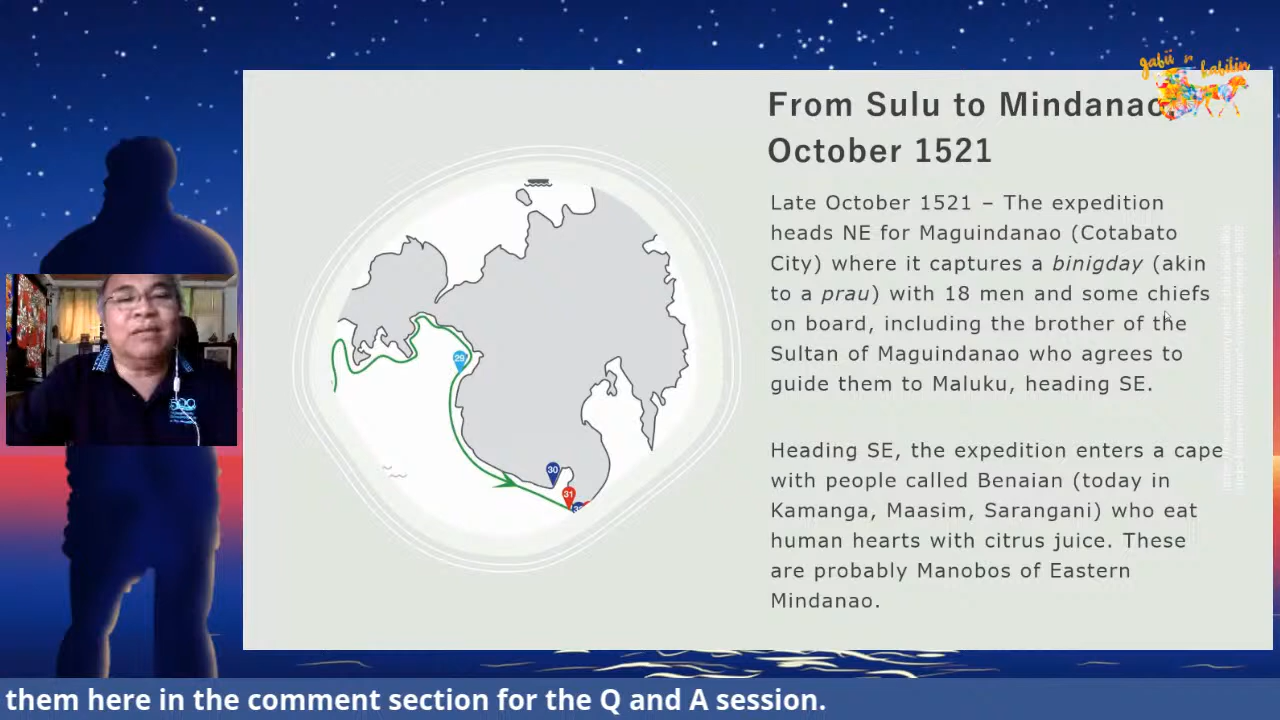 gabii sa kabilin
From Sulu to Mindanao,
October 1521
Late October 1521 – The expedition
heads NE for Maguindanao (Cotabato
City) where it captures a binigday (akin
to a prau) with 18 men and some chiefs
on board, including the brother of the
Sultan of Maguindanao who agrees to
guide them to Maluku, heading SE.
Heading SE, the expedition enters a cape
with people called Benaian (today in
Kamanga, Maasim, Sarangani) who eat
human hearts with citrus juice. These
are probably Manobos of Eastern
Mindanao.
29
30
31
500
them here in the comment section for the Q and A session.